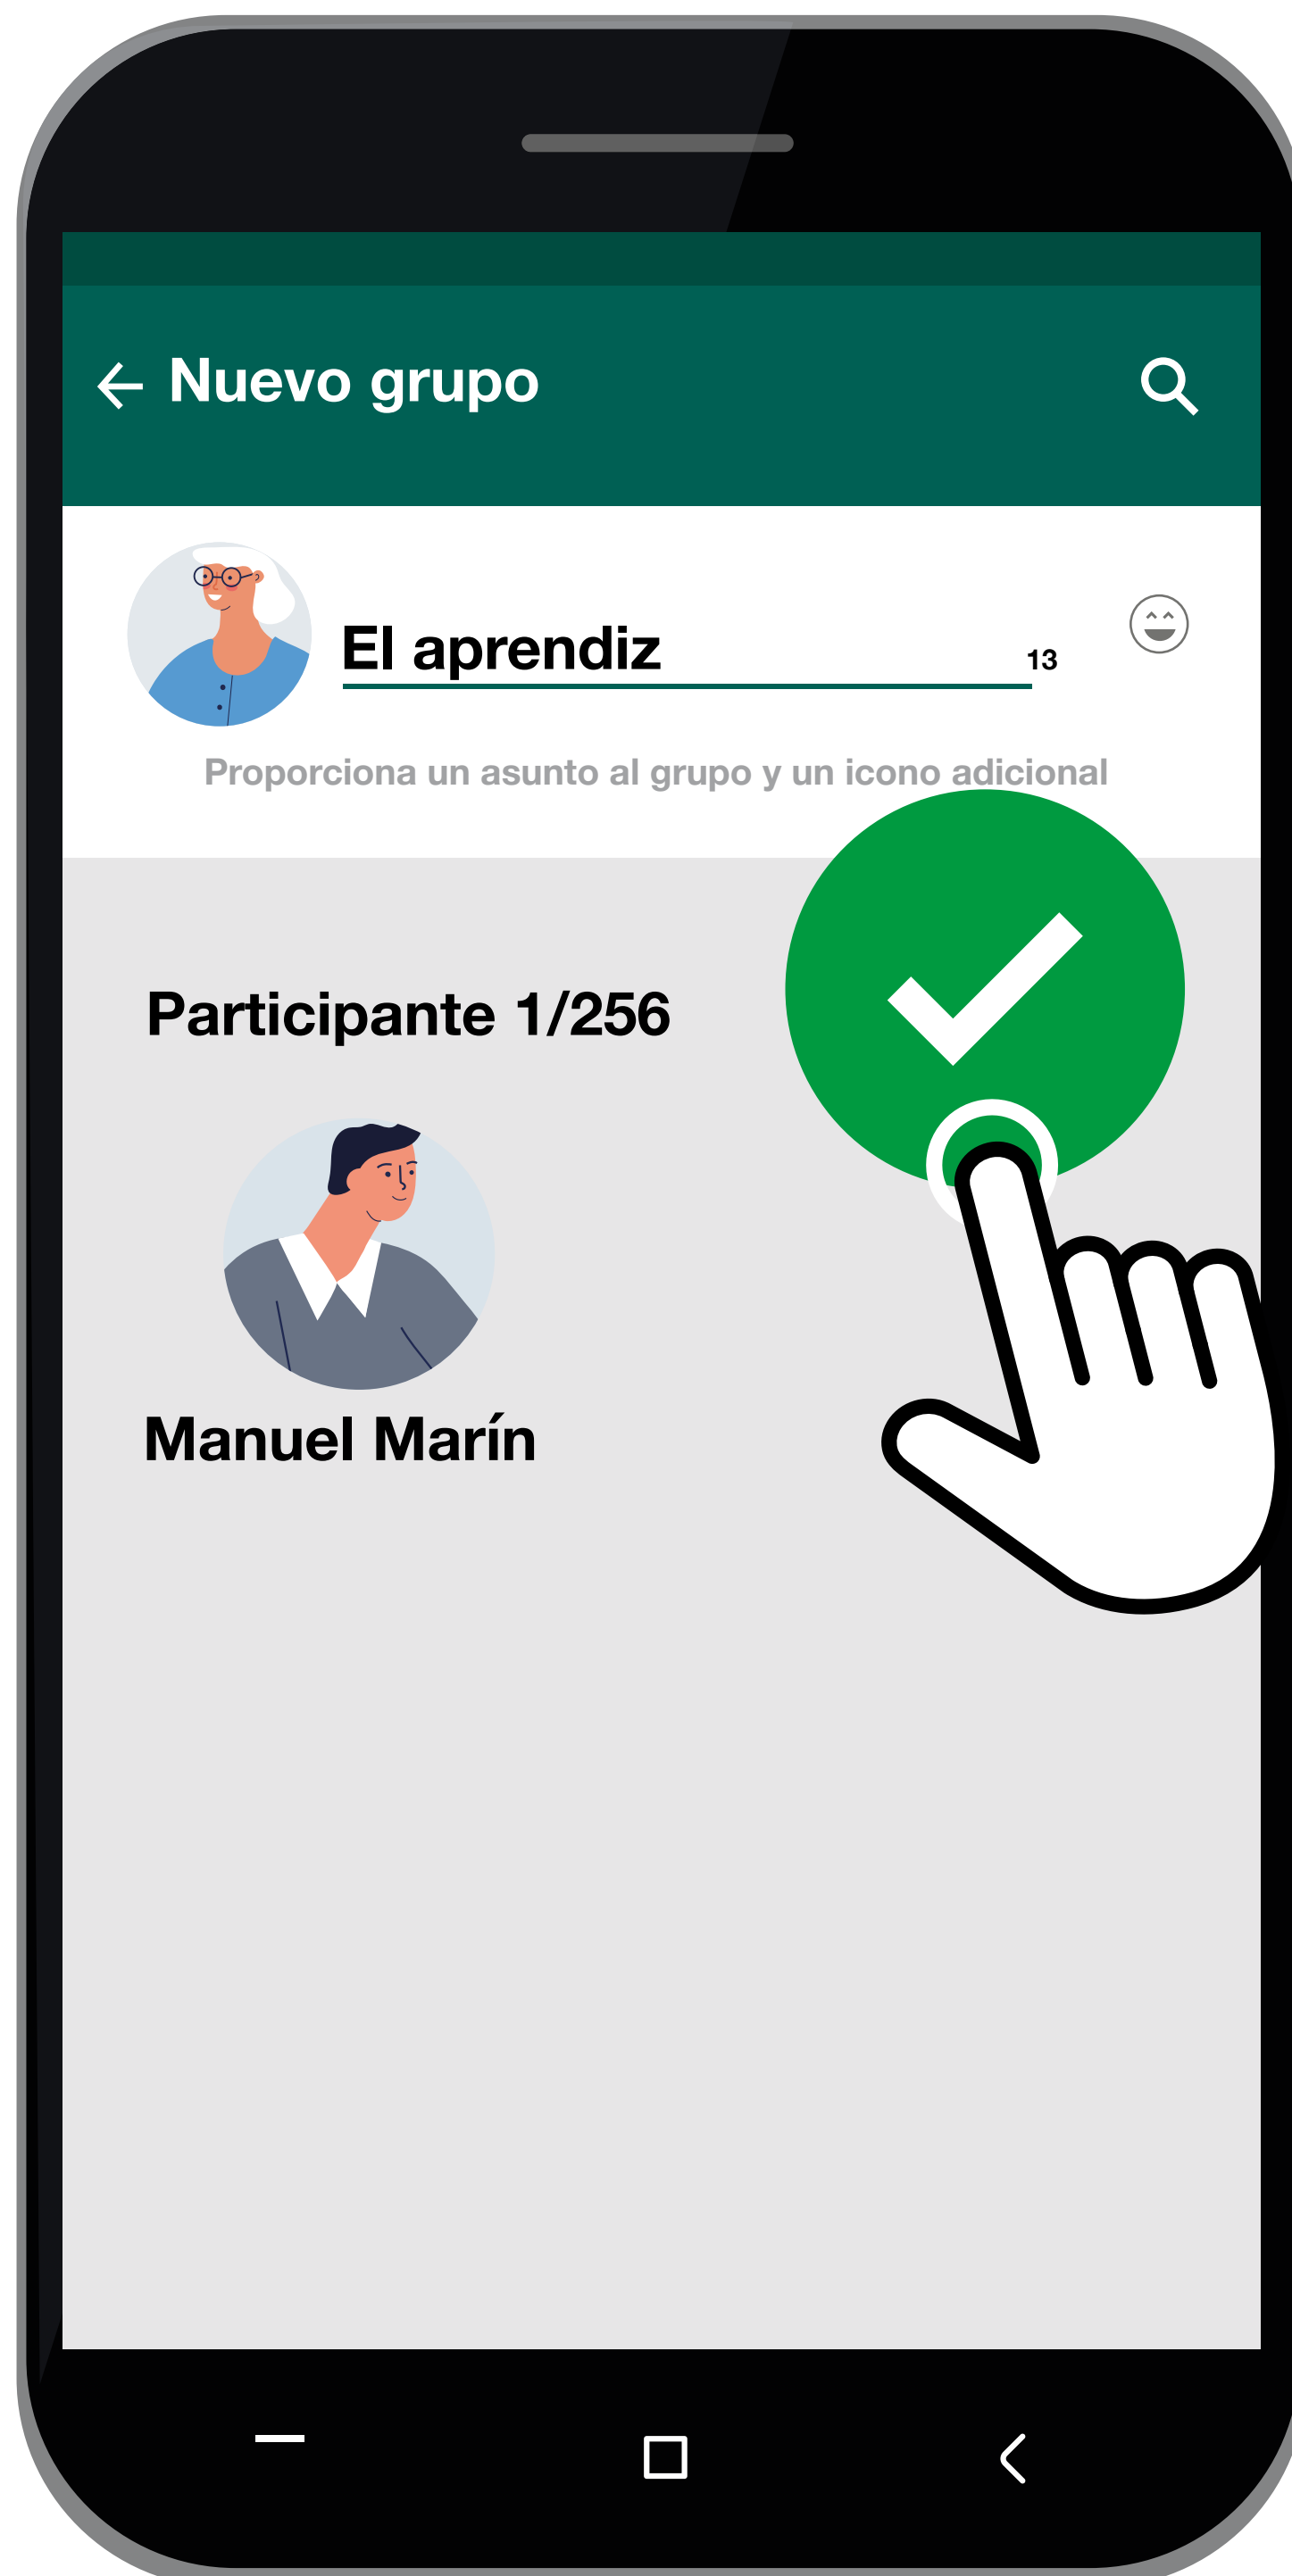 Nuevo grupo
El aprendiz
13
Proporciona un asunto al grupo y un icono adicional
Participante 1/256
Manuel Marín